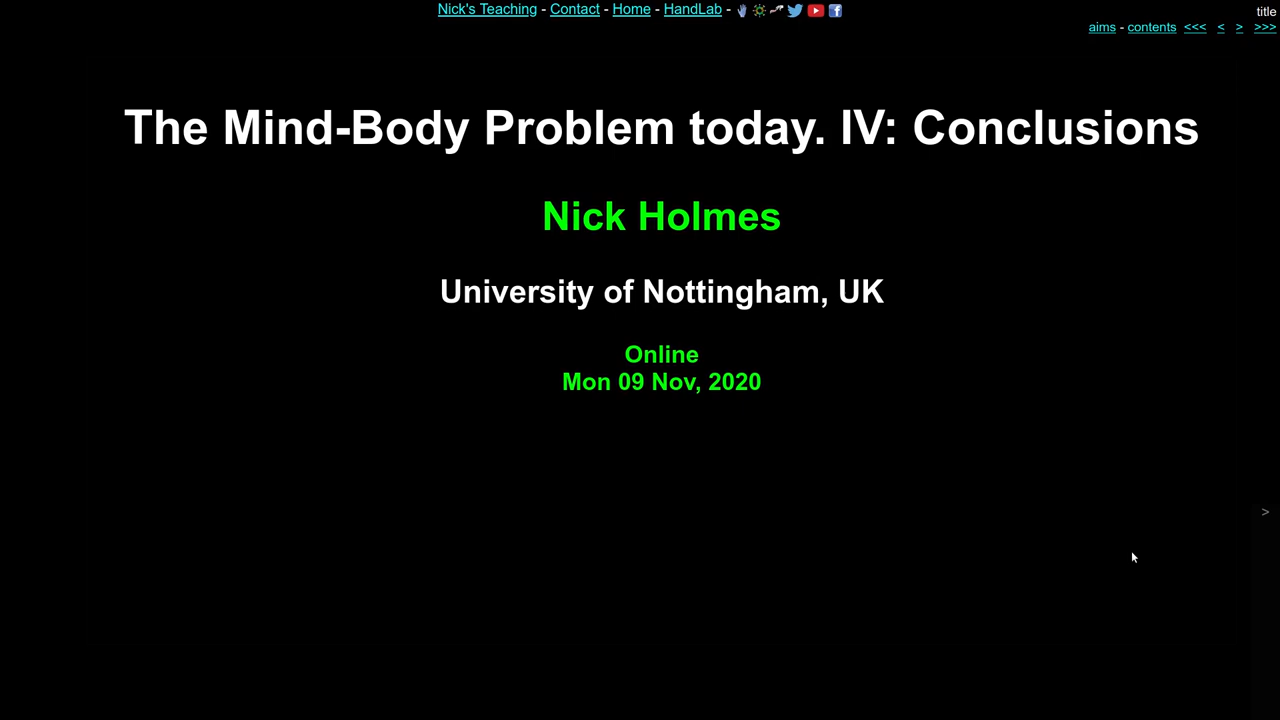 Nick's Teaching - Contact - Home - HandLab -
title
aims - contents <<< < > >>>
The Mind-Body Problem today. IV: Conclusions
Nick Holmes
University of Nottingham, UK
Online
Mon 09 Nov, 2020
>